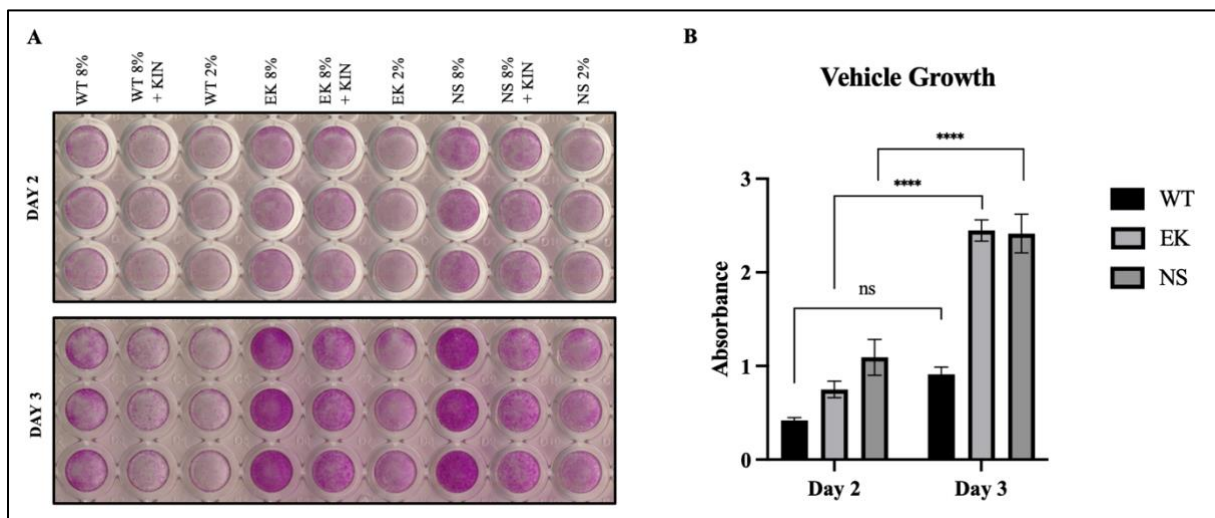 A
WT 8%
WT 8%
+ KIN
WT 2%
EK 8%
EK 8%
+ KIN
EK 2%
NS 8%
NS 8%
+ KIN
NS 2%
DAY 2
DAY 3
B
Vehicle Growth
****
****
ns
Absorbance
3
2
1
0
Day 2
Day 3
WT
EK
NS